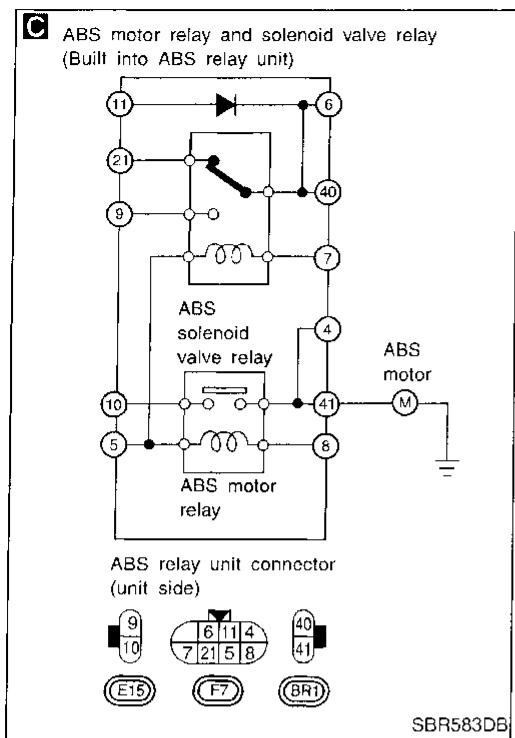 C ABS motor relay and solenoid valve relay
(Built into ABS relay unit)
11 6
21
40
9
7
ABS
solenoid
valve relay
4
ABS
motor
10 41 M
5 8
ABS motor
relay
ABS relay unit connector
(unit side)
9 6 11 4 40
10 7 21 5 8 41
E15 F7 BR1
SBR583DB